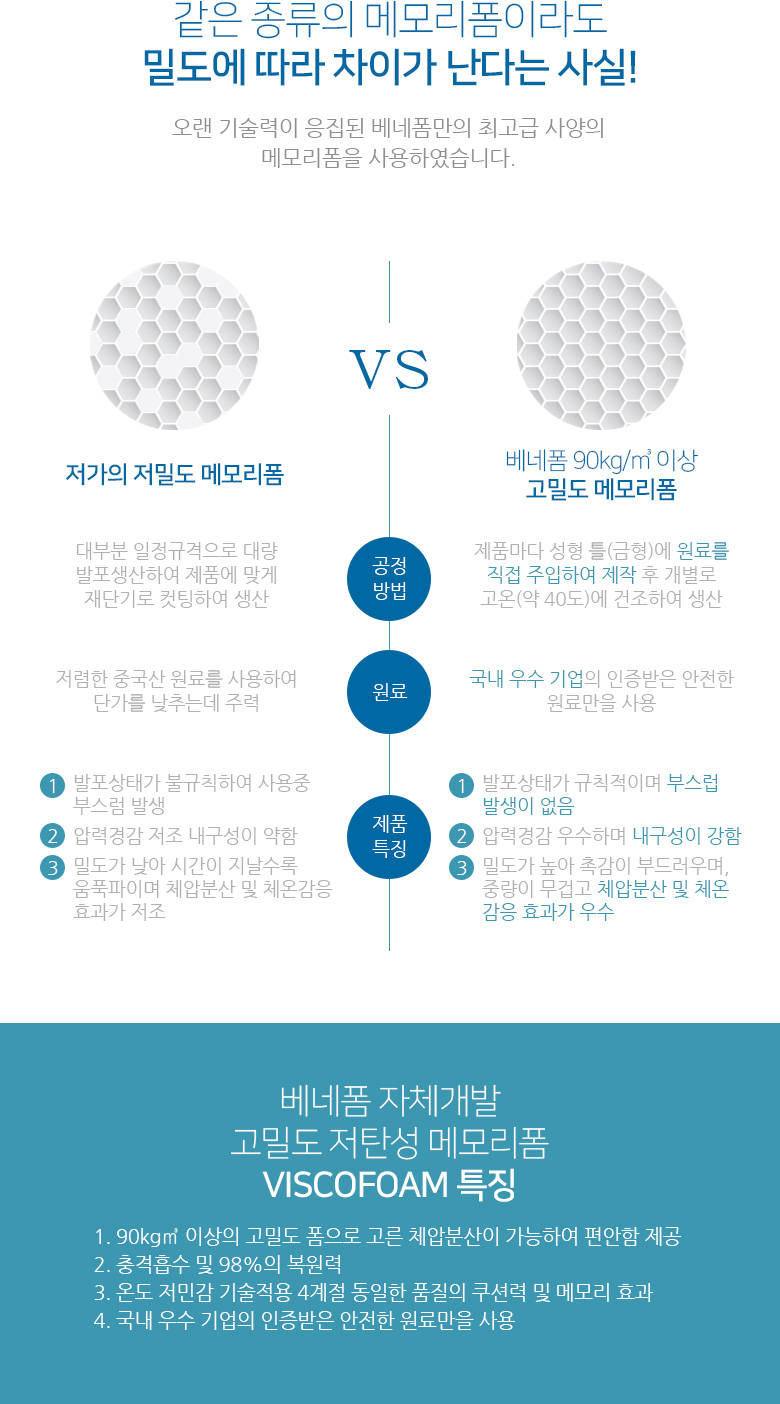 같은 종류의 메모리폼이라도
밀도에 따라 차이가 난다는 사실!
오랜 기술력이 응집된 베네폼만의 최고급 사양의
메모리폼을 사용하였습니다.
VS
저가의 저밀도 메모리폼
베네폼 90kg/㎥ 이상
고밀도 메모리폼
대부분 일정규격으로 대량
발포생산하여 제품에 맞게
재단기로 컷팅하여 생산
공정
방법
제품마다 성형 틀(금형)에 원료를
직접 주입하여 제작 후 개별로
고온(약 40도)에 건조하여 생산
저렴한 중국산 원료를 사용하여
단가를 낮추는데 주력
원료
국내 우수 기업의 인증받은 안전한
원료만을 사용
1 발포상태가 불규칙하여 사용중
부스럼 발생
2 압력경감 저조 내구성이 약함
3 밀도가 낮아 시간이 지날수록
움푹파이며 체압분산 및 체온감응
효과가 저조
제품
특징
1 발포상태가 규칙적이며 부스럽
발생이 없음
2 압력경감 우수하며 내구성이 강함
3 밀도가 높아 촉감이 부드러우며,
중량이 무겁고 체압분산 및 체온
감응 효과가 우수
베네폼 자체개발
고밀도 저탄성 메모리폼
VISCOFOAM 특징
1. 90kg㎥ 이상의 고밀도 폼으로 고른 체압분산이 가능하여 편안함 제공
2. 충격흡수 및 98%의 복원력
3. 온도 저민감 기술적용 4계절 동일한 품질의 쿠션력 및 메모리 효과
4. 국내 우수 기업의 인증받은 안전한 원료만을 사용